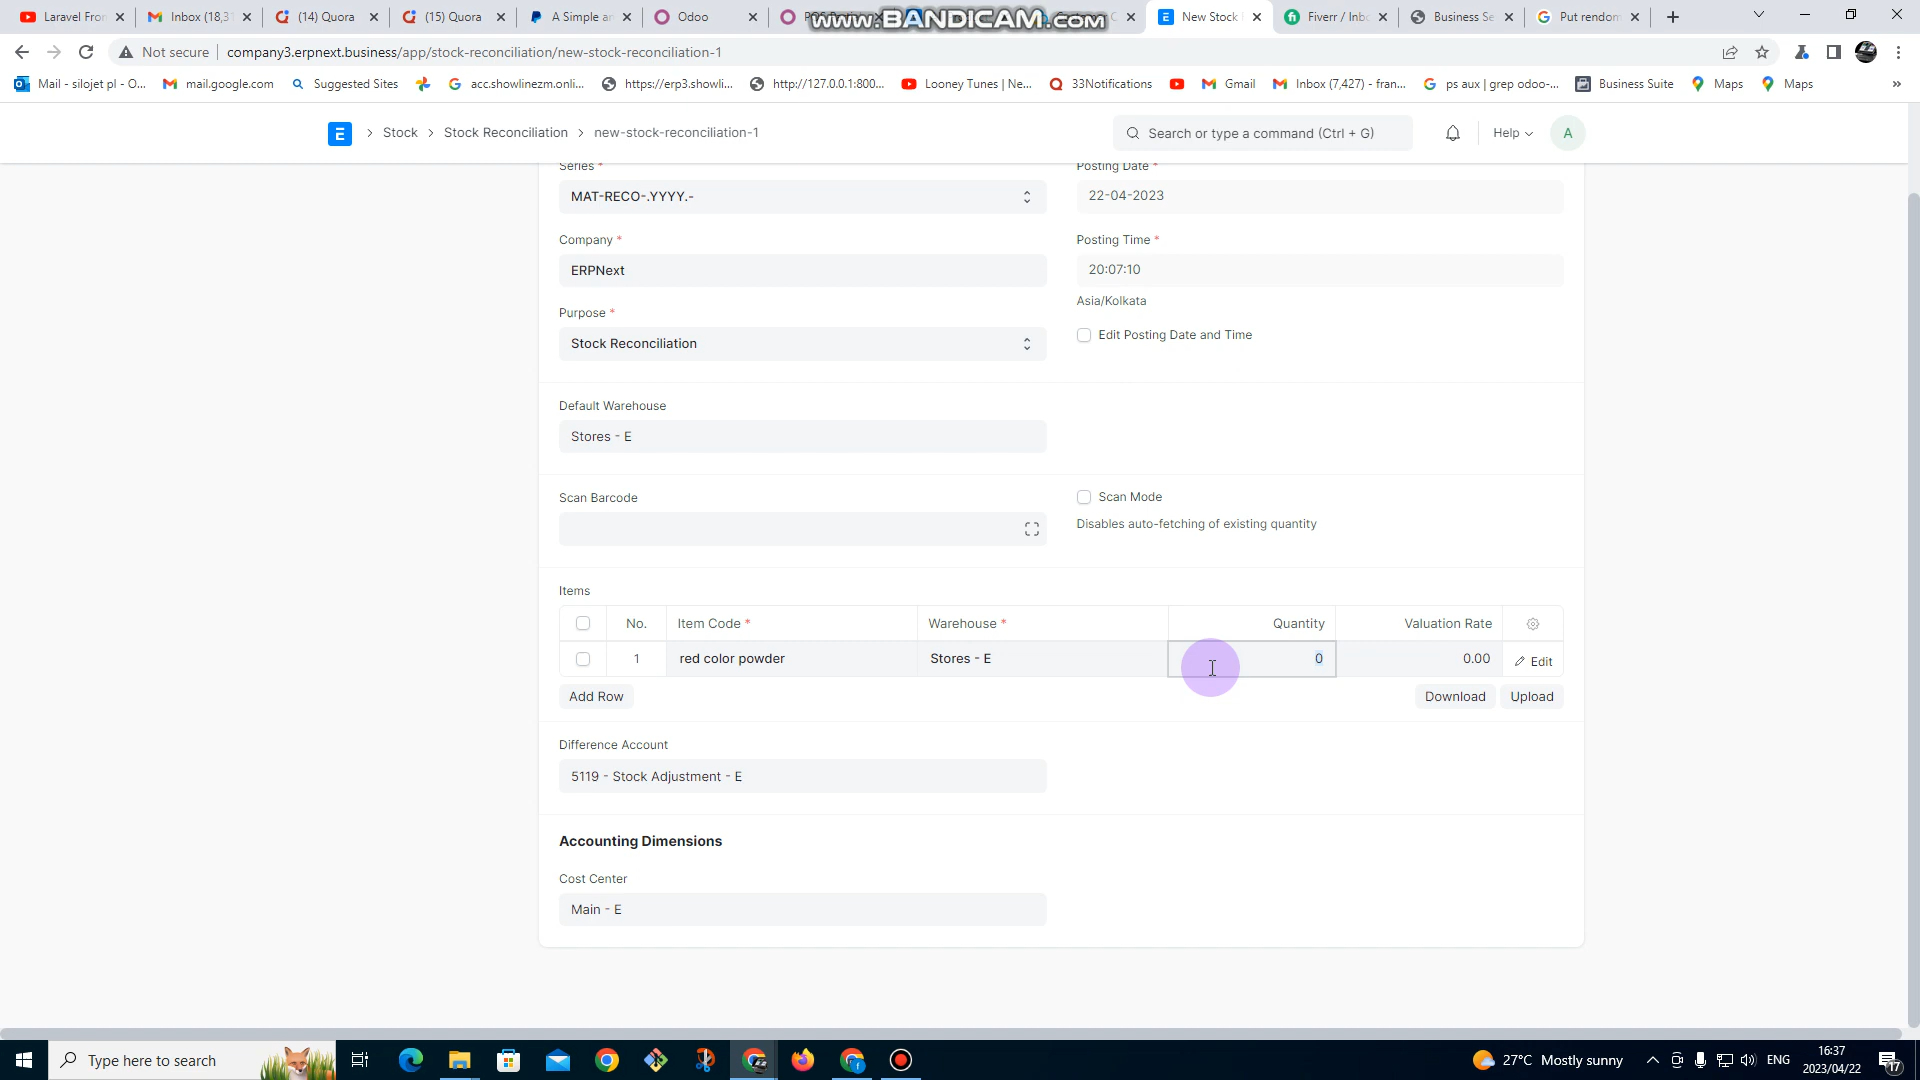 Laravel Fron
Inbox (18,31
(14) Quora
(15) Quora
A Simple an
Odoo
www.BANDICAM.com
New Stock
Fiverr / Inbo
Business Se
Put rendom
Not secure
company3.erpnext.business/app/stock-reconciliation/new-stock-reconciliation-1
Mail - silojet pl - O...
mail.google.com
Suggested Sites
acc.showlinezm.onli...
https://erp3.showli...
http://127.0.0.1:800...
Looney Tunes | Ne...
33Notifications
Gmail
Inbox (7,427) - fran...
ps aux | grep odoo-...
Business Suite
Maps
Maps
E
Stock
Stock Reconciliation
new-stock-reconciliation-1
Search or type a command (Ctrl + G)
Help
A
Series *
Posting Date *
MAT-RECO-.YYYY.-
22-04-2023
Company *
Posting Time *
ERPNext
20:07:10
Asia/Kolkata
Purpose *
Edit Posting Date and Time
Stock Reconciliation
Default Warehouse
Stores - E
Scan Barcode
Scan Mode
Disables auto-fetching of existing quantity
Items
No. Item Code * Warehouse * Quantity Valuation Rate
1 red color powder Stores - E 0 0.00 Edit
Add Row
Download
Upload
Difference Account
5119 - Stock Adjustment - E
Accounting Dimensions
Cost Center
Main - E
Type here to search
27°C Mostly sunny
ENG
16:37
2023/04/22
17